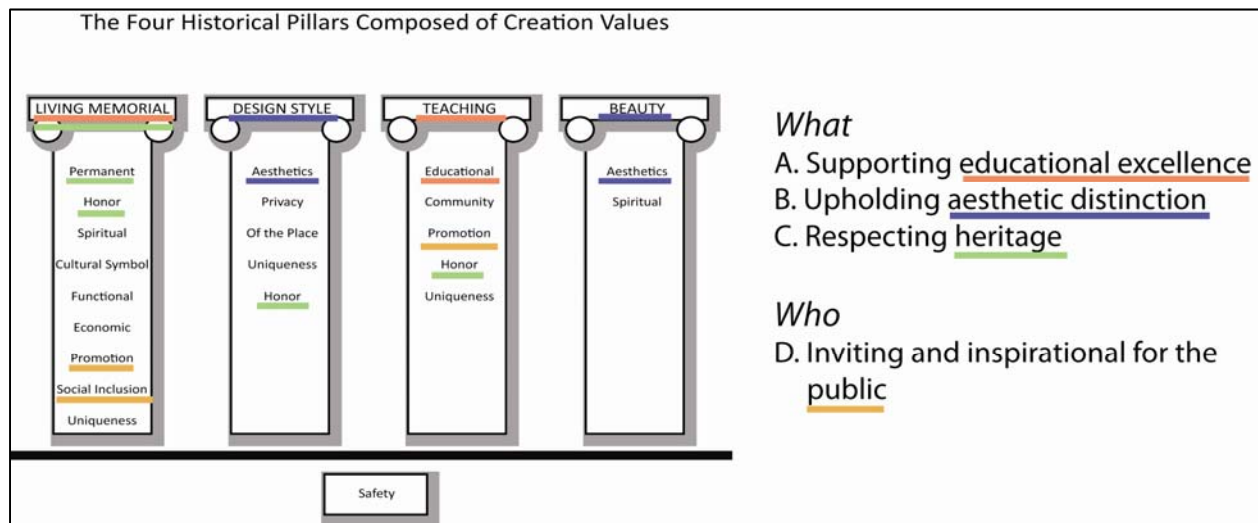 The Four Historical Pillars Composed of Creation Values
LIVING MEMORIAL
Permanent
Honor
Spiritual
Cultural Symbol
Functional
Economic
Promotion
Social Inclusion
Uniqueness
DESIGN STYLE
Aesthetics
Privacy
Of the Place
Uniqueness
Honor
TEACHING
Educational
Community
Promotion
Honor
Uniqueness
BEAUTY
Aesthetics
Spiritual
Safety
What
A. Supporting educational excellence
B. Upholding aesthetic distinction
C. Respecting heritage
Who
D. Inviting and inspirational for the
public